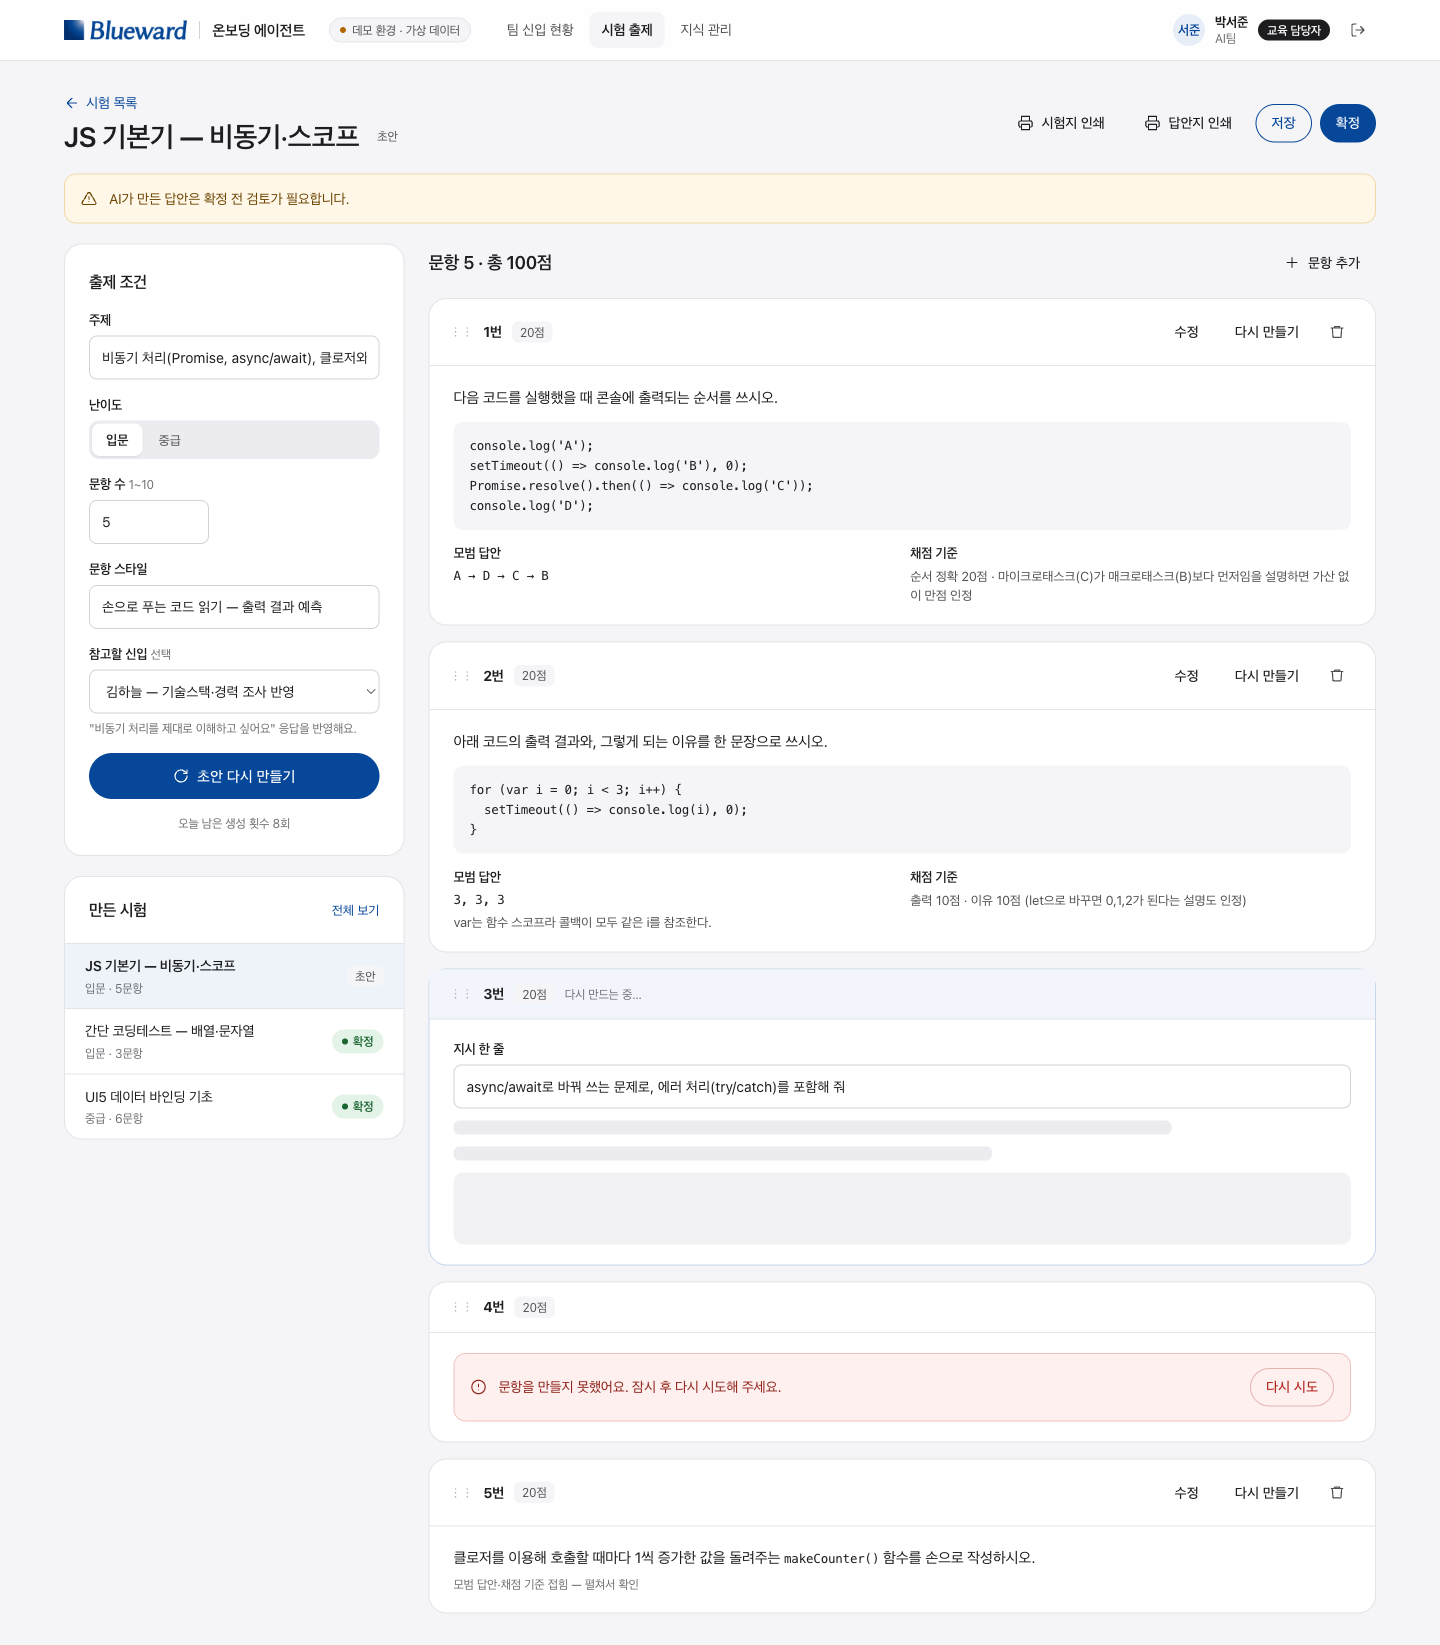 Blueward
온보딩 에이전트
데모 환경 · 가상 데이터
팀 신입 현황
시험 출제
지식 관리
서준
박서준
AI팀
교육 담당자
시험 목록
JS 기본기 — 비동기·스코프
초안
시험지 인쇄
답안지 인쇄
저장
확정
AI가 만든 답안은 확정 전 검토가 필요합니다.
출제 조건
주제
비동기 처리(Promise, async/await), 클로저와
난이도
입문
중급
문항 수 1~10
5
문항 스타일
손으로 푸는 코드 읽기 — 출력 결과 예측
참고할 신입 선택
김하늘 — 기술스택·경력 조사 반영
"비동기 처리를 제대로 이해하고 싶어요" 응답을 반영해요.
초안 다시 만들기
오늘 남은 생성 횟수 8회
만든 시험
전체 보기
JS 기본기 — 비동기·스코프
입문 · 5문항
초안
간단 코딩테스트 — 배열·문자열
입문 · 3문항
확정
UI5 데이터 바인딩 기초
중급 · 6문항
확정
문항 5 · 총 100점
문항 추가
1번
20점
수정
다시 만들기
다음 코드를 실행했을 때 콘솔에 출력되는 순서를 쓰시오.
console.log('A');
setTimeout(() => console.log('B'), 0);
Promise.resolve().then(() => console.log('C'));
console.log('D');
모범 답안
A → D → C → B
채점 기준
순서 정확 20점 · 마이크로태스크(C)가 매크로태스크(B)보다 먼저임을 설명하면 가산 없
이 만점 인정
2번
20점
수정
다시 만들기
아래 코드의 출력 결과와, 그렇게 되는 이유를 한 문장으로 쓰시오.
for (var i = 0; i < 3; i++) {
  setTimeout(() => console.log(i), 0);
}
모범 답안
3, 3, 3
var는 함수 스코프라 콜백이 모두 같은 i를 참조한다.
채점 기준
출력 10점 · 이유 10점 (let으로 바꾸면 0,1,2가 된다는 설명도 인정)
3번
20점
다시 만드는 중…
지시 한 줄
async/await로 바꿔 쓰는 문제로, 에러 처리(try/catch)를 포함해 줘
4번
20점
문항을 만들지 못했어요. 잠시 후 다시 시도해 주세요.
다시 시도
5번
20점
수정
다시 만들기
클로저를 이용해 호출할 때마다 1씩 증가한 값을 돌려주는 makeCounter() 함수를 손으로 작성하시오.
모범 답안·채점 기준 접힘 — 펼쳐서 확인